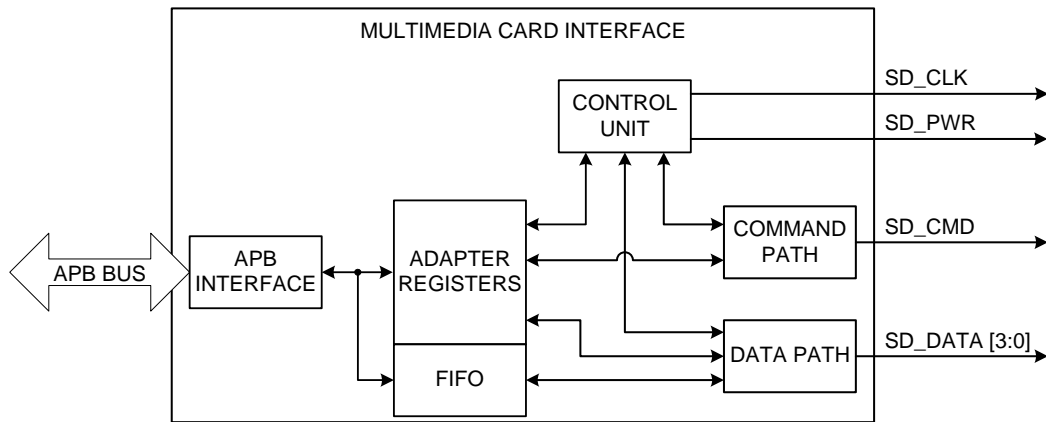 MULTIMEDIA CARD INTERFACE
CONTROL
UNIT
SD_CLK
SD_PWR
APB BUS
APB
INTERFACE
ADAPTER
REGISTERS
FIFO
COMMAND
PATH
SD_CMD
DATA PATH
SD_DATA [3:0]